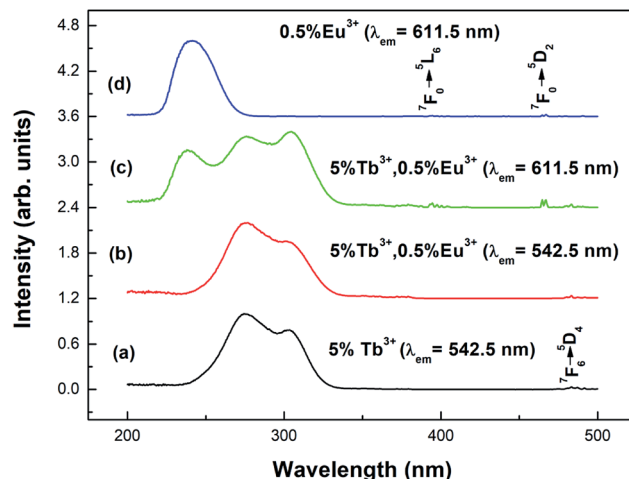 4.8
4.2
3.6
3.0
2.4
1.8
1.2
0.6
0.0
Intensity (arb. units)
0.5%Eu³⁺ (λem = 611.5 nm)
(d)
⁷F₀→⁵L₆
⁷F₀→⁵D₂
(c)
5%Tb³⁺,0.5%Eu³⁺ (λem = 611.5 nm)
(b)
5%Tb³⁺,0.5%Eu³⁺ (λem = 542.5 nm)
(a)
5% Tb³⁺ (λem = 542.5 nm)
⁷F₆→⁵D₄
200 300 400 500
Wavelength (nm)